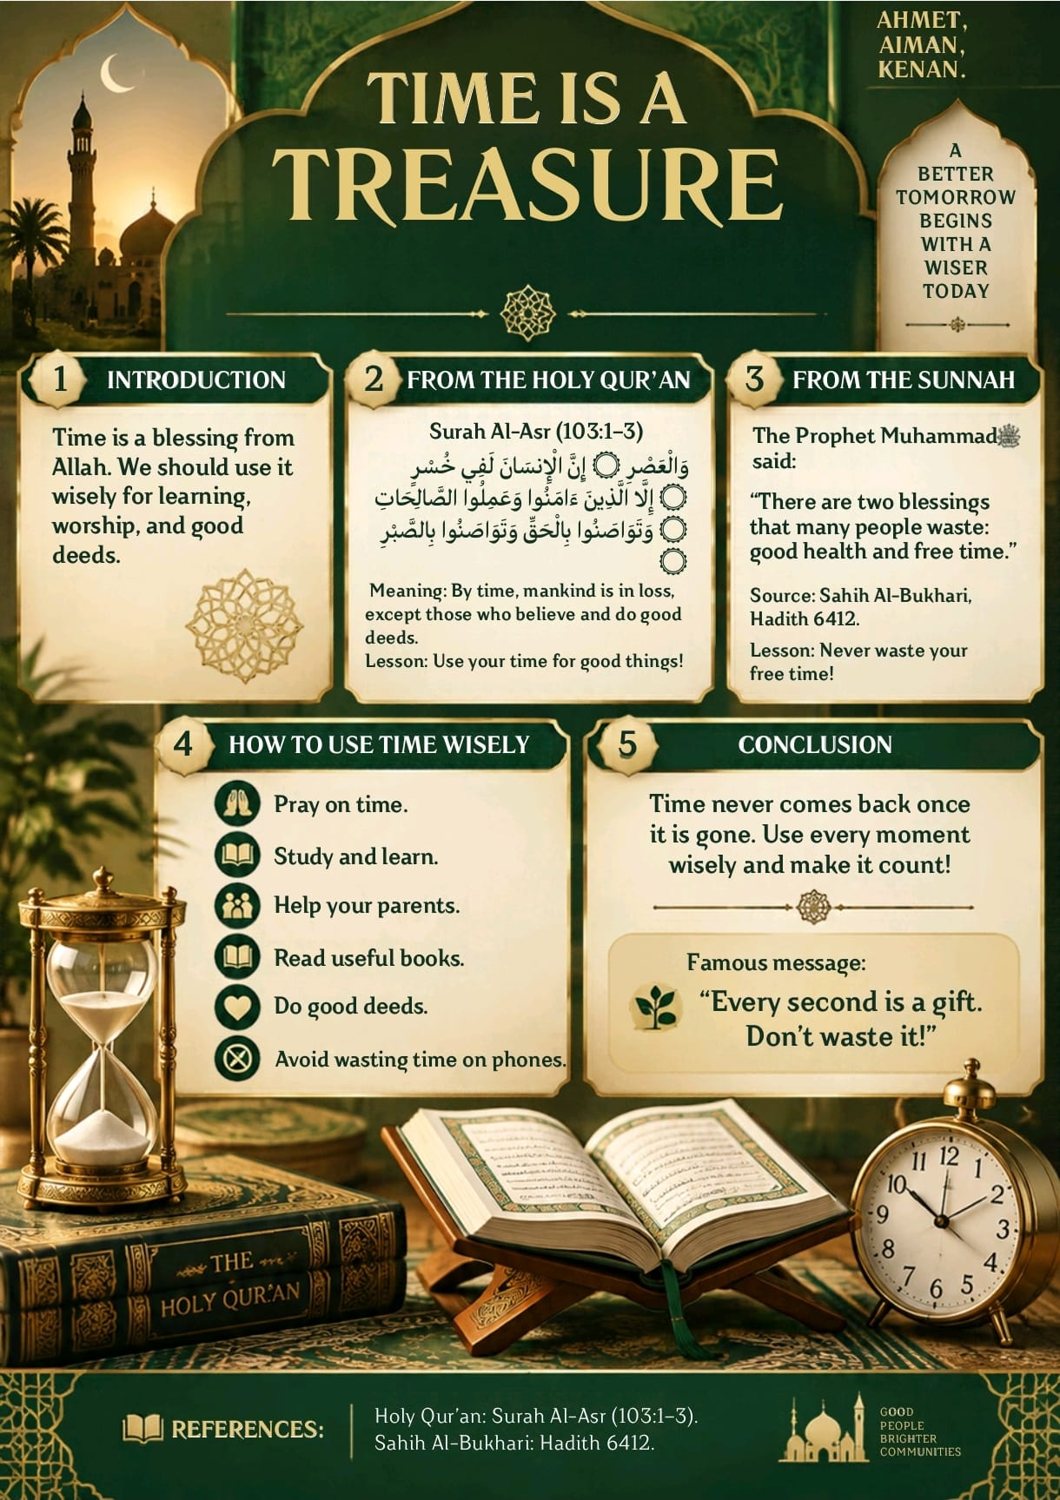 AHMET,
AIMAN,
KENAN.
TIME IS A
TREASURE
A
BETTER
TOMORROW
BEGINS
WITH A
WISER
TODAY
1 INTRODUCTION
Time is a blessing from
Allah. We should use it
wisely for learning,
worship, and good
deeds.
2 FROM THE HOLY QUR'AN
Surah Al-Asr (103:1–3)
وَالْعَصْرِ ۝ إِنَّ الْإِنسَانَ لَفِي خُسْرٍ
۝ إِلَّا الَّذِينَ ءَامَنُوا وَعَمِلُوا الصَّالِحَاتِ
۝ وَتَوَاصَنُوا بِالْحَقِّ وَتَوَاصَنُوا بِالصَّبْرِ
۝
Meaning: By time, mankind is in loss,
except those who believe and do good
deeds.
Lesson: Use your time for good things!
3 FROM THE SUNNAH
The Prophet Muhammadﷺ
said:
“There are two blessings
that many people waste:
good health and free time.”
Source: Sahih Al-Bukhari,
Hadith 6412.
Lesson: Never waste your
free time!
4 HOW TO USE TIME WISELY
Pray on time.
Study and learn.
Help your parents.
Read useful books.
Do good deeds.
Avoid wasting time on phones.
5 CONCLUSION
Time never comes back once
it is gone. Use every moment
wisely and make it count!
Famous message:
“Every second is a gift.
Don't waste it!”
THE
HOLY QUR'AN
12
11 1
10 2
9 3
8 4
7 6 5
REFERENCES:
Holy Qur'an: Surah Al-Asr (103:1–3).
Sahih Al-Bukhari: Hadith 6412.
GOOD
PEOPLE
BRIGHTER
COMMUNITIES